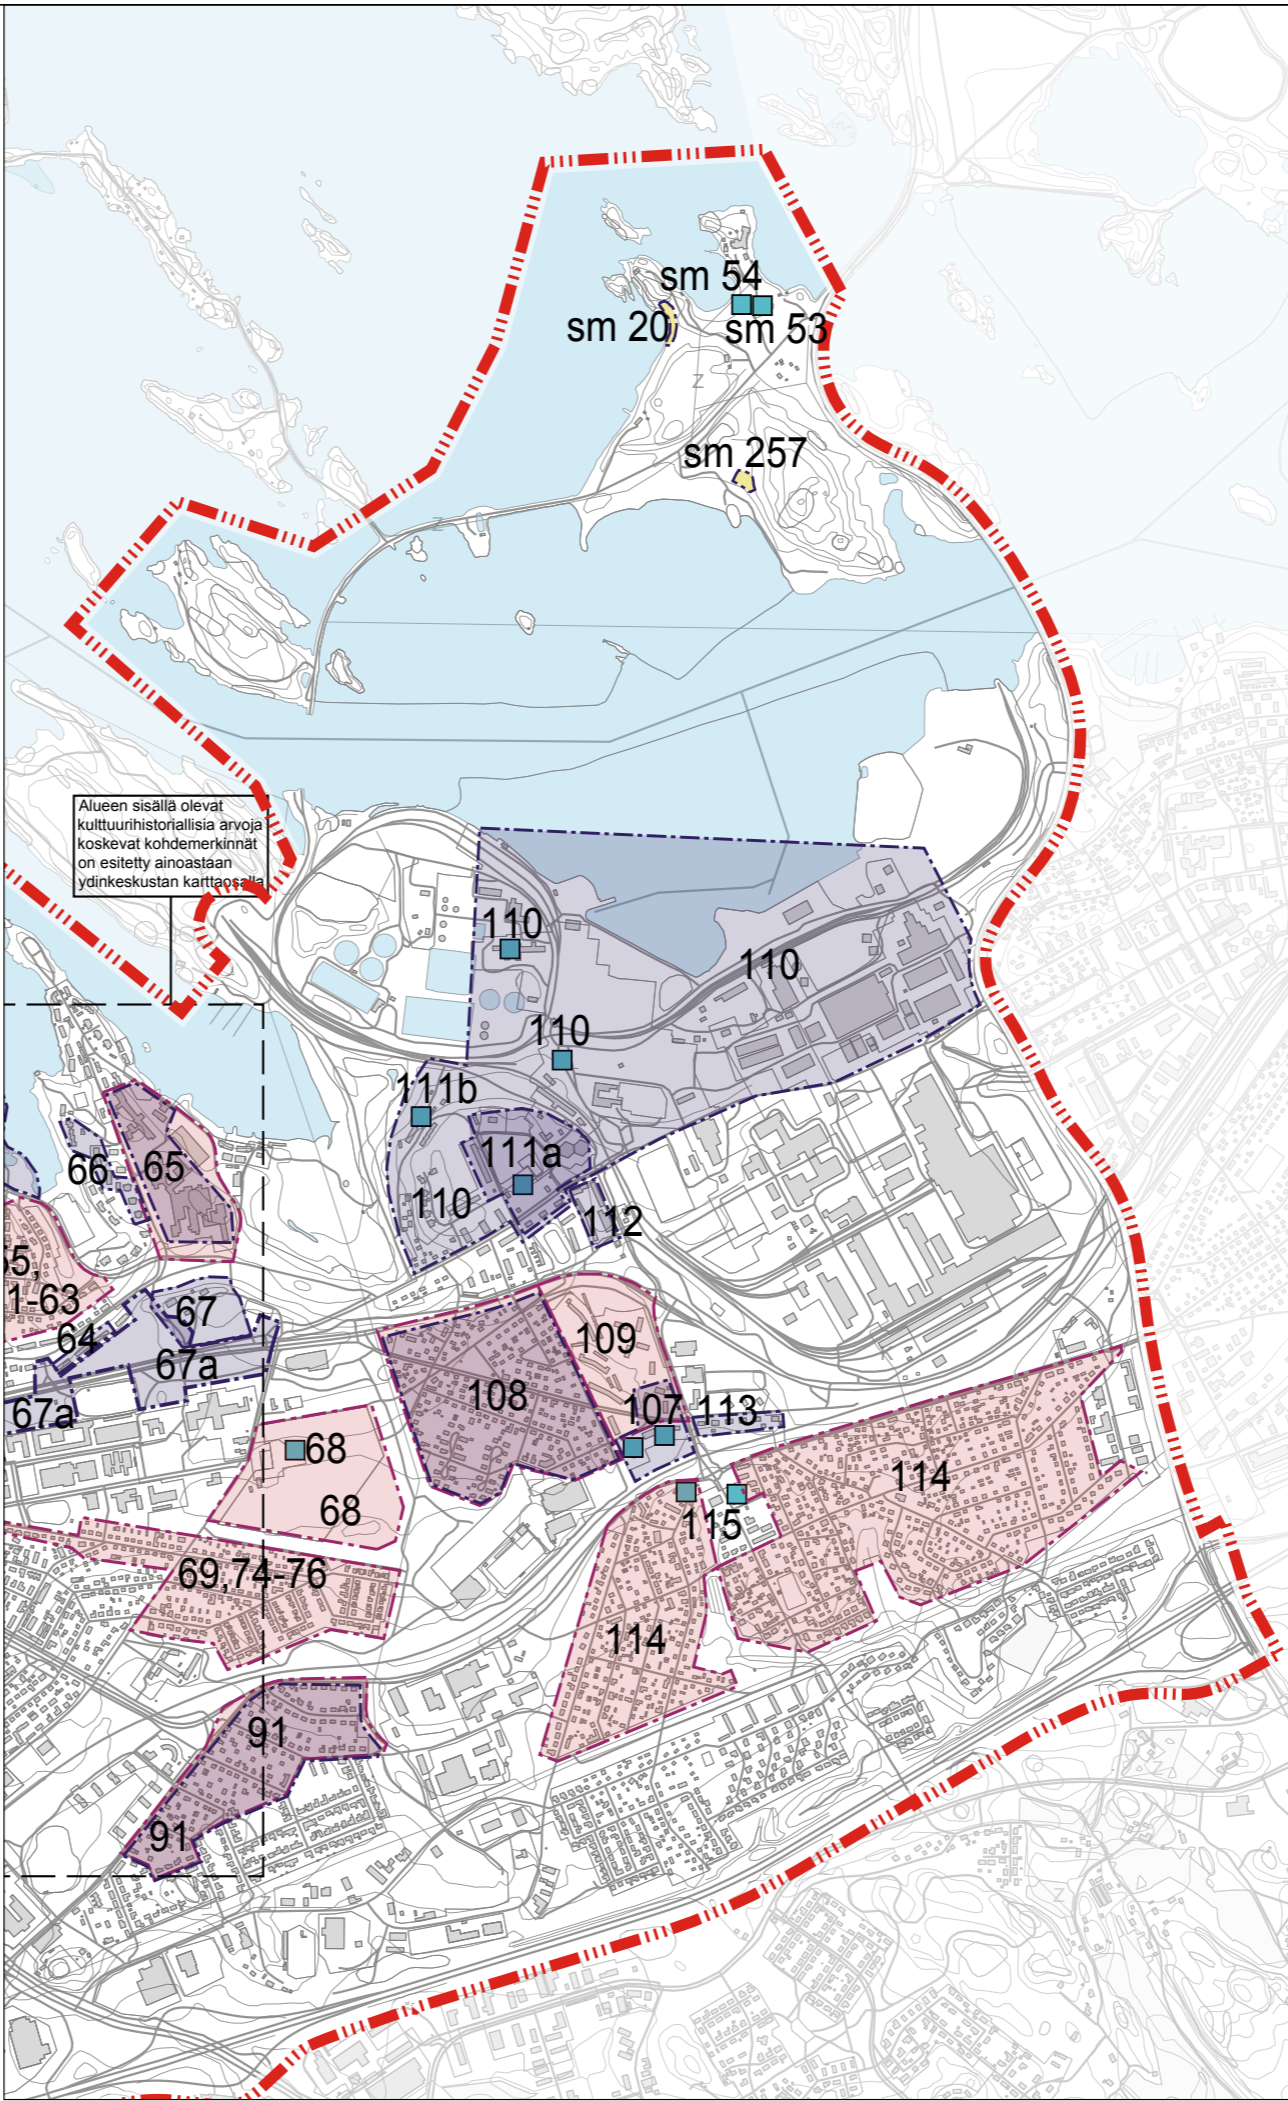 sm 54
sm 20
sm 53
z
sm 257
z
Alueen sisällä olevat
kulttuurihistoriallisia arvoja
koskevat kohdemerkinnät
on esitetty ainoastaan
ydinkeskustan karttaosalla
110
110
110
111b
111a
66
65
110
112
1-63
67
64
109
67a
108
67a
107
113
68
114
68
115
69,74-76
114
91
91